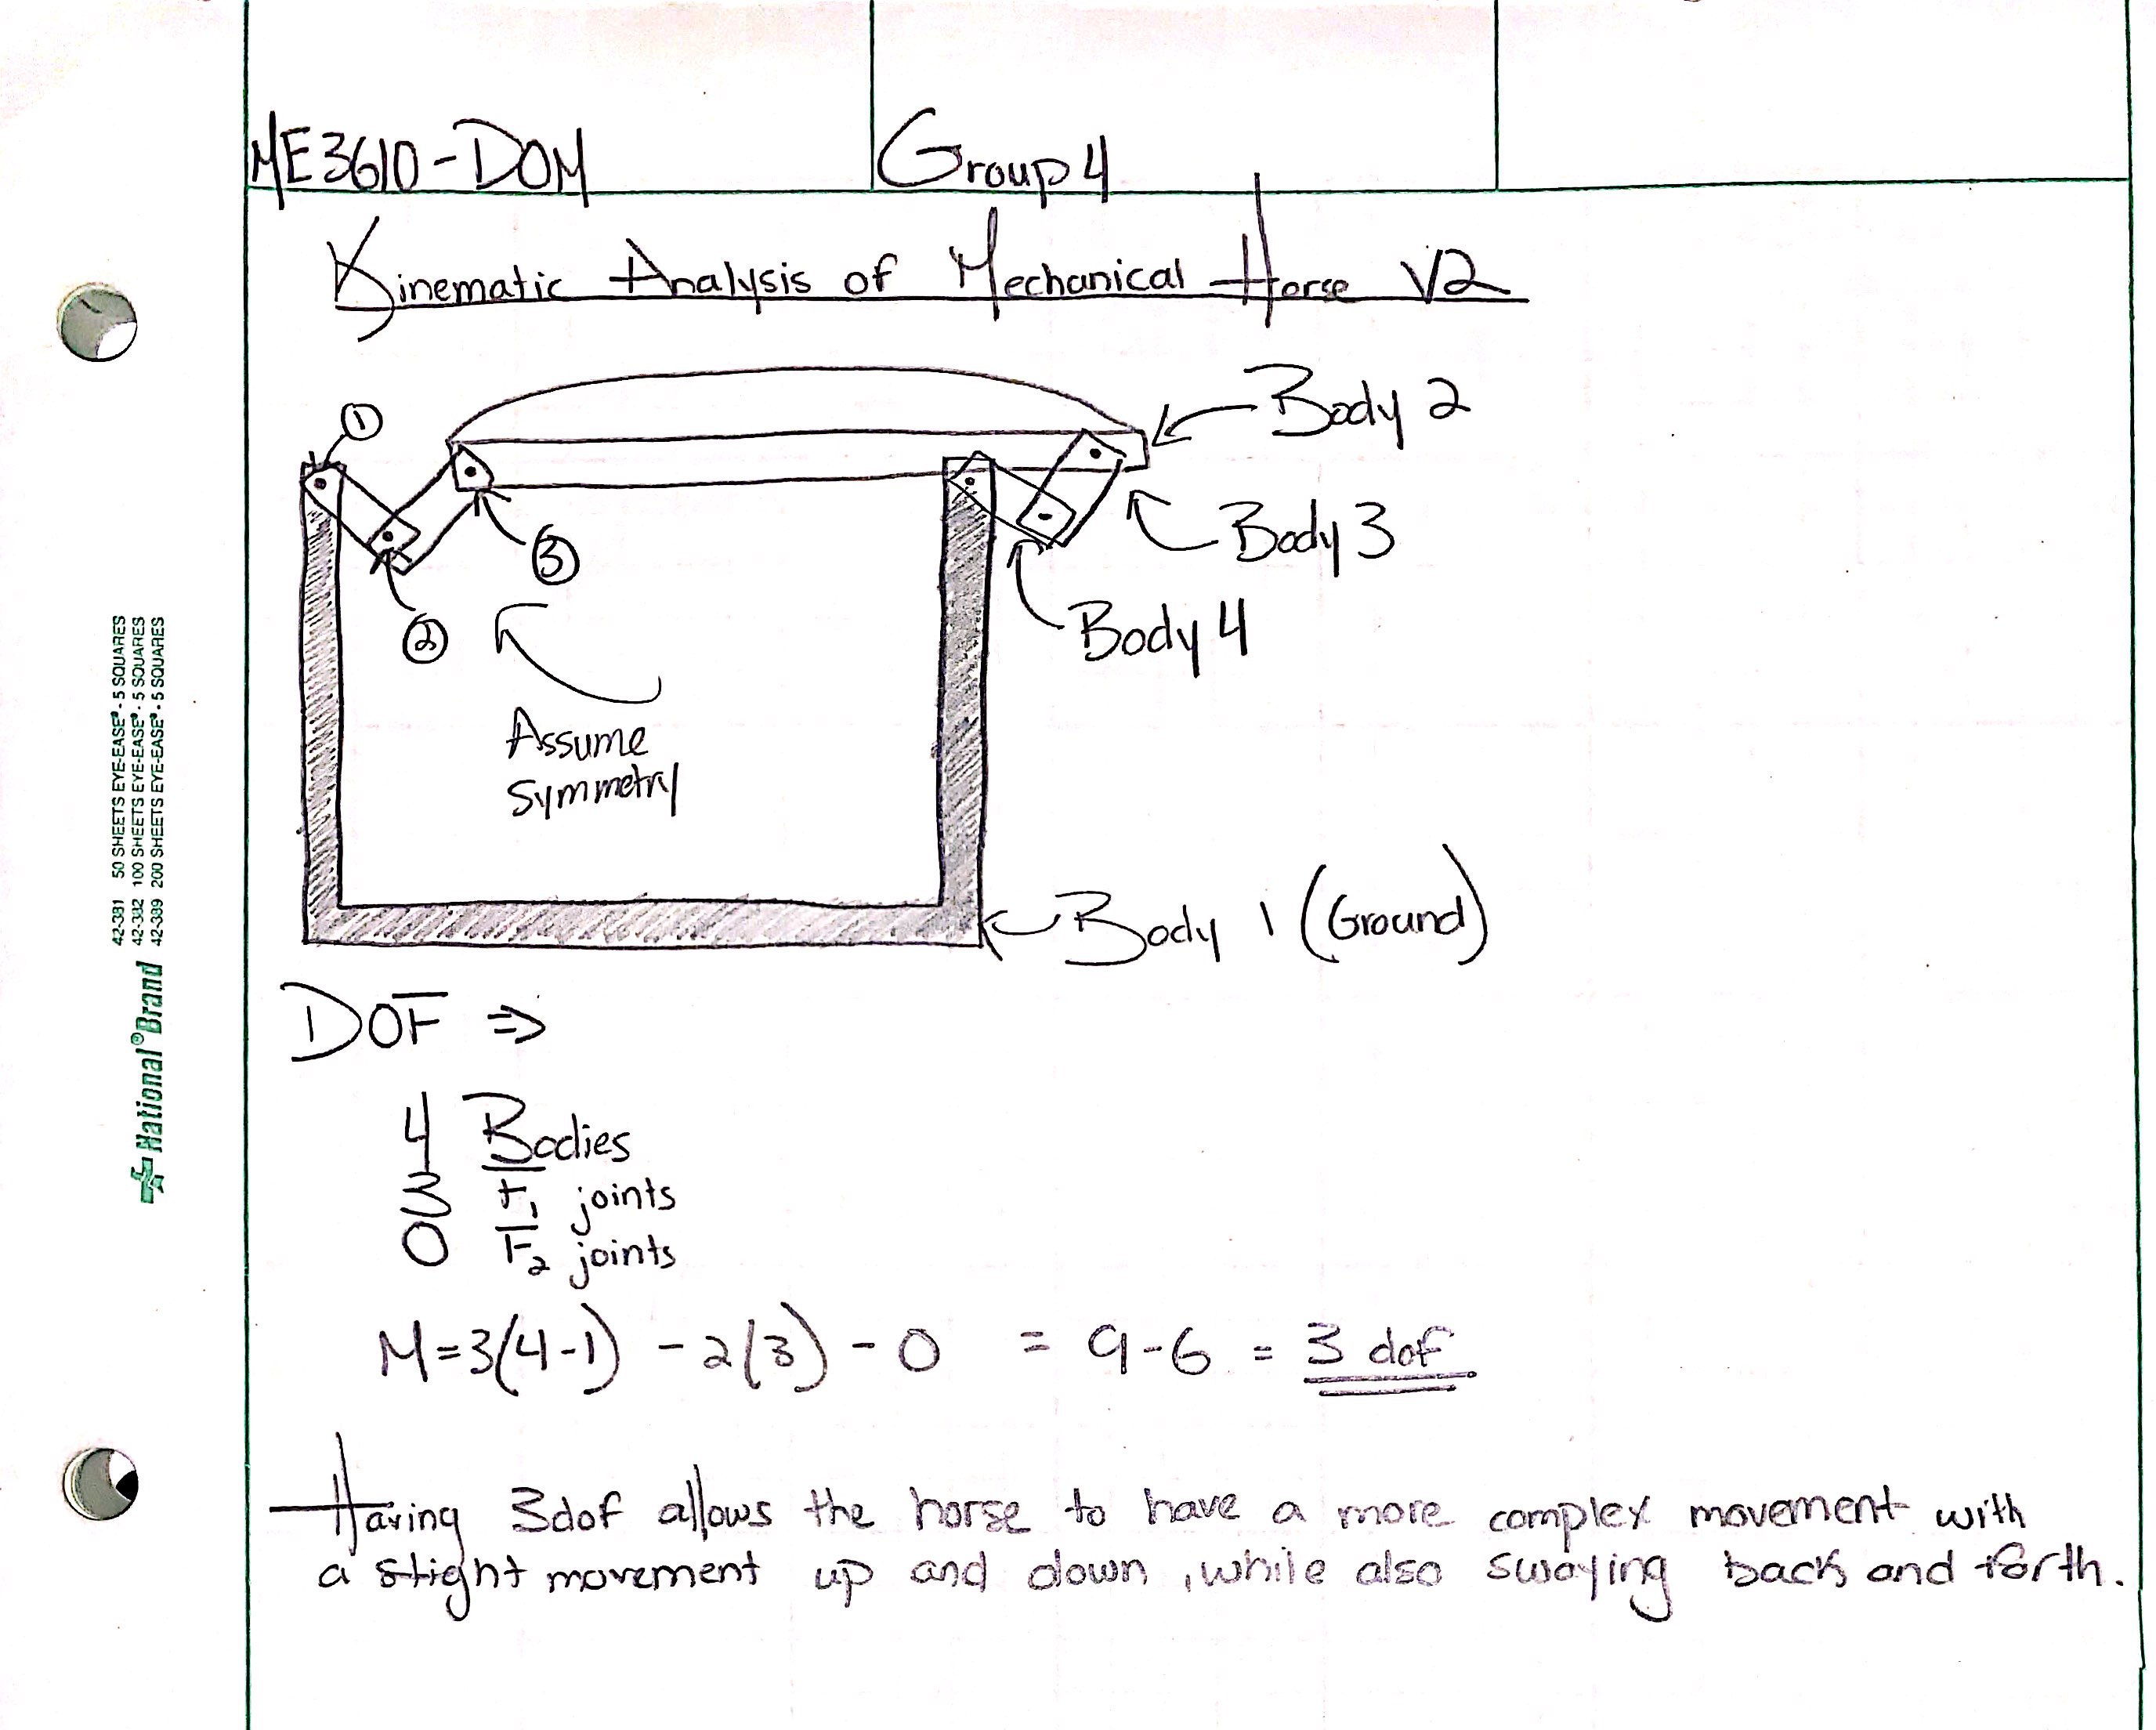 ME3610-DOM
Group 4
Kinematic Analysis of Mechanical Horse V2
①
Body 2
③
Body 3
②
Body 4
Assume
Symmetry
Body 1 (Ground)
DOF ⇒
4 Bodies
3 F₁ joints
0 F₂ joints
M=3(4-1) - 2(3) - 0 = 9-6 = 3 dof
Having 3dof allows the horse to have a more complex movement with
a slight movement up and down, while also swaying back and forth.
42-381 50 SHEETS EYE-EASE® - 5 SQUARES
42-382 100 SHEETS EYE-EASE® - 5 SQUARES
42-389 200 SHEETS EYE-EASE® - 5 SQUARES
National® Brand